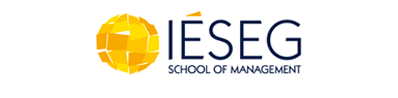 IÉSEG
SCHOOL OF MANAGEMENT